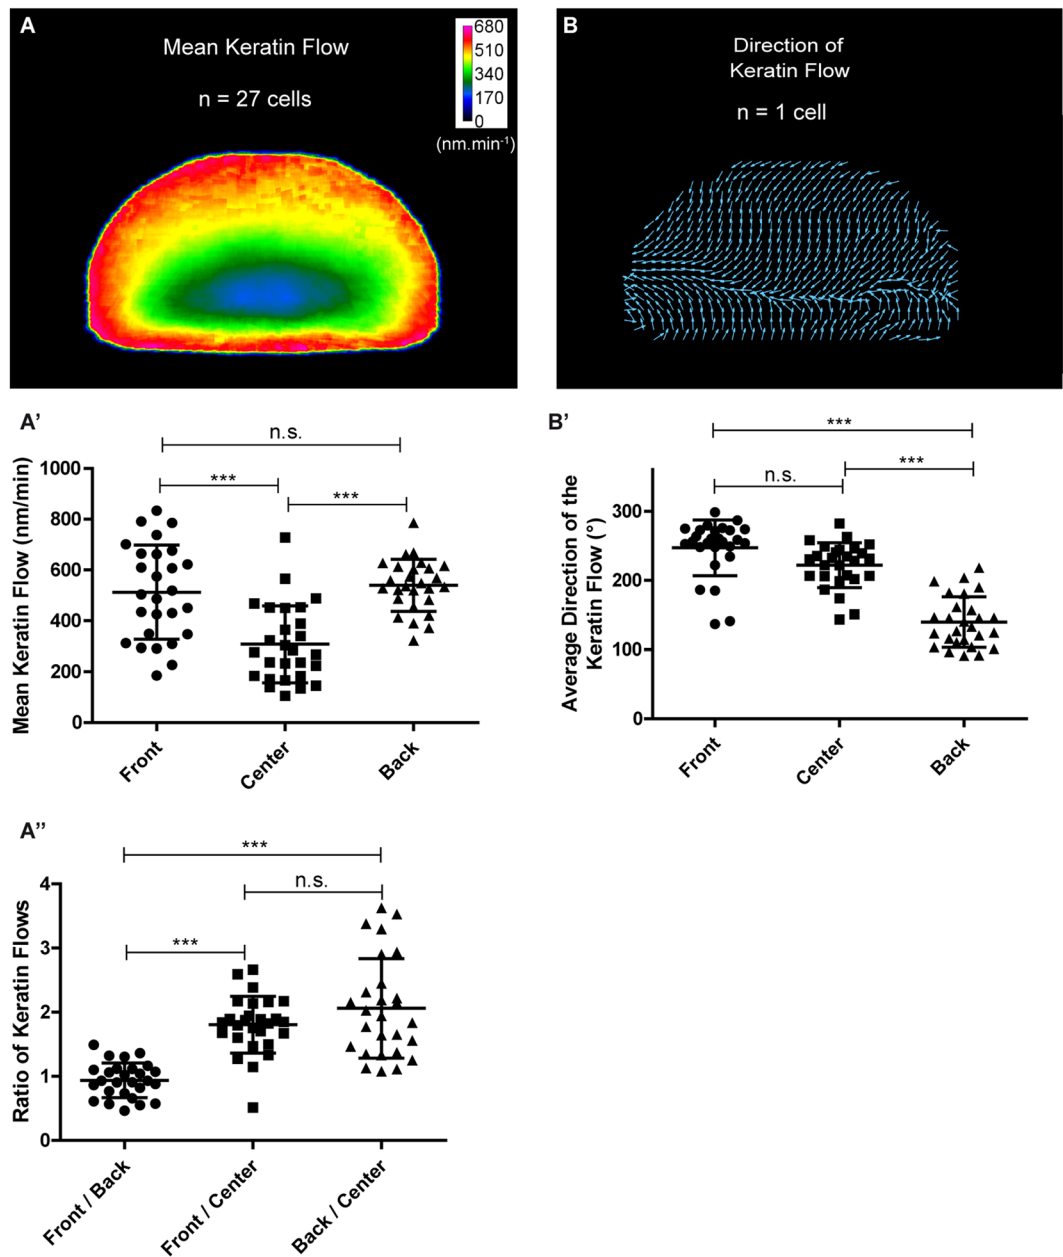 A
Mean Keratin Flow
n = 27 cells
680
510
340
170
0
(nm.min⁻¹)
B
Direction of
Keratin Flow
n = 1 cell
A’
n.s.
***
***
Mean Keratin Flow (nm/min)
1000
800
600
400
200
0
Front
Center
Back
B’
***
***
n.s.
Average Direction of the
Keratin Flow (°)
300
200
100
0
Front
Center
Back
A’’
***
n.s.
***
Ratio of Keratin Flows
4
3
2
1
0
Front / Back
Front / Center
Back / Center